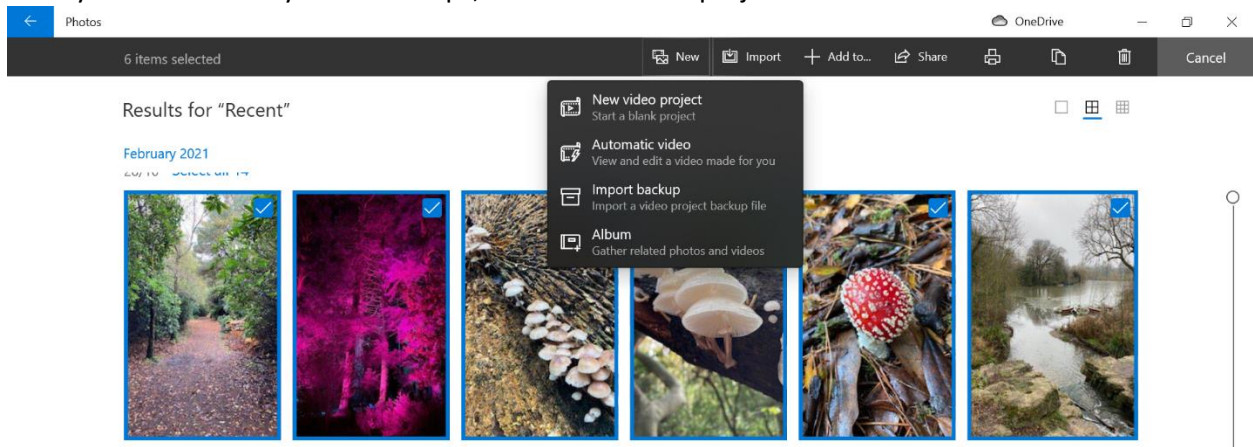 Photos
OneDrive
6 items selected
New
Import
Add to...
Share
Cancel
Results for “Recent”
New video project
Start a blank project
Automatic video
View and edit a video made for you
Import backup
Import a video project backup file
Album
Gather related photos and videos
February 2021